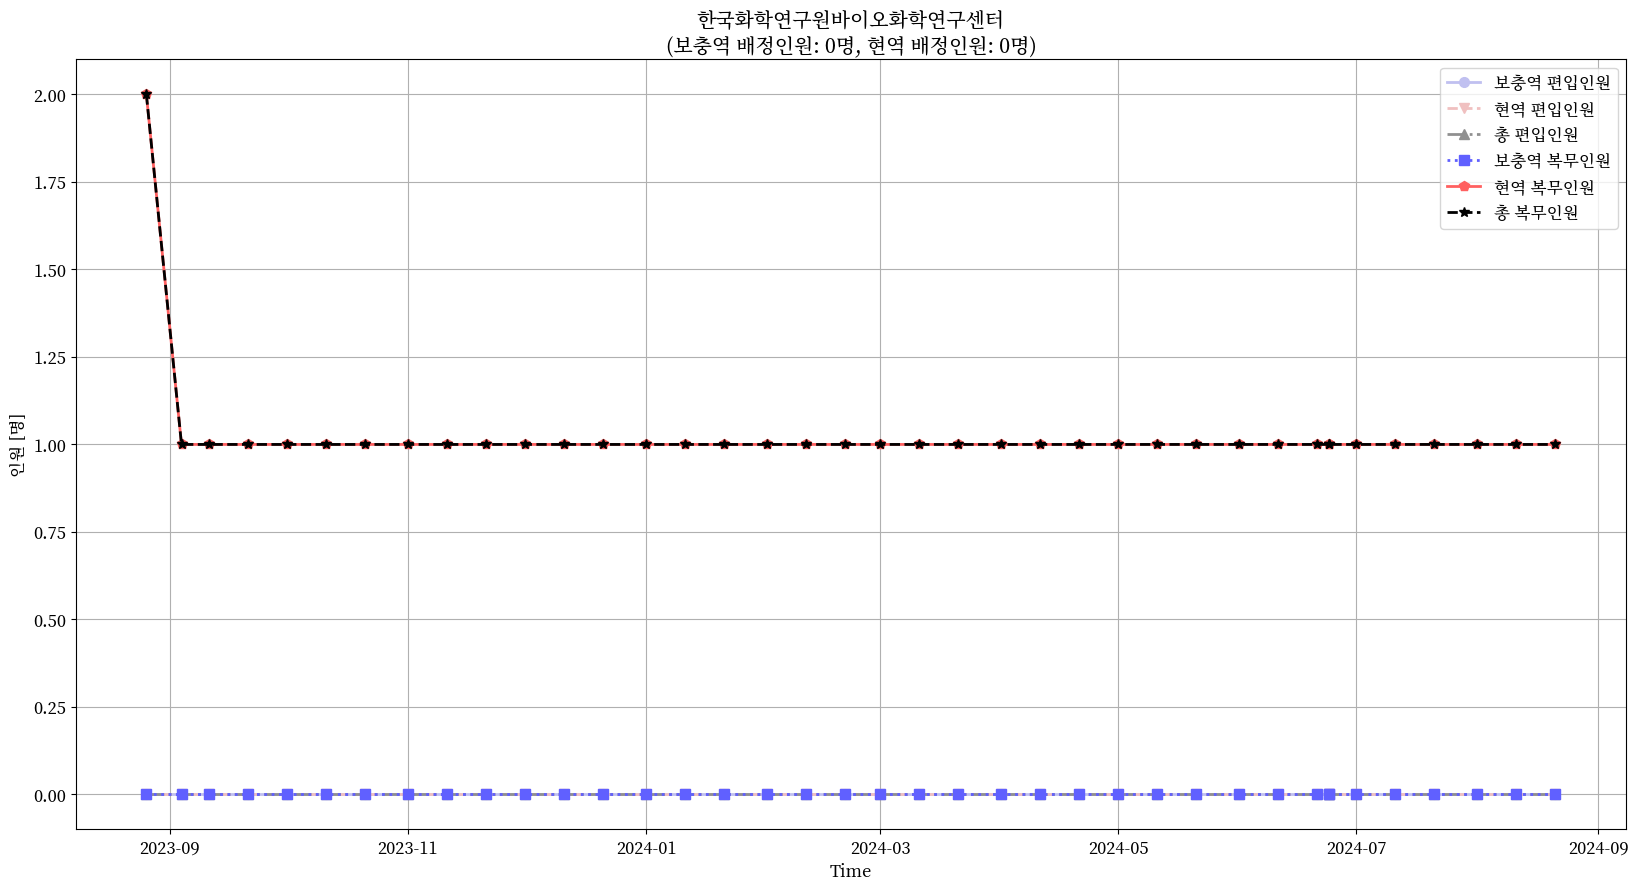 한국화학연구원바이오화학연구센터
(보충역 배정인원: 0명, 현역 배정인원: 0명)
보충역 편입인원
현역 편입인원
총 편입인원
보충역 복무인원
현역 복무인원
총 복무인원
2.00
1.75
1.50
1.25
1.00
0.75
0.50
0.25
0.00
인원 [명]
2023-09
2023-11
2024-01
2024-03
2024-05
2024-07
2024-09
Time